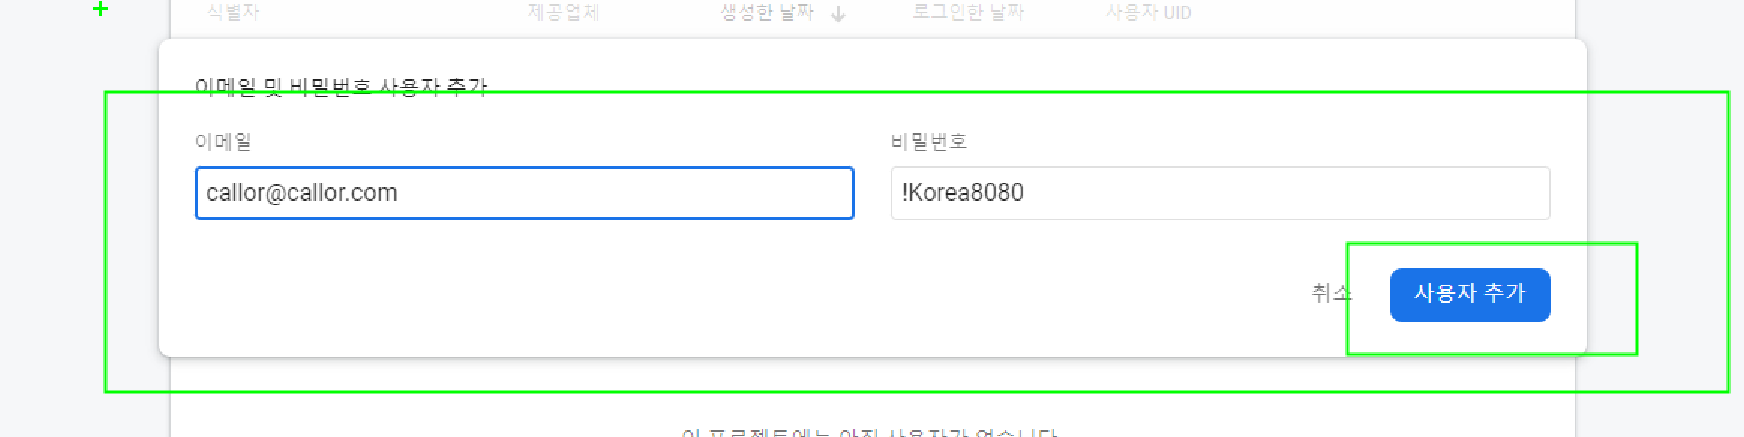 식별자 제공업체 생성한 날짜 ↓ 로그인한 날짜 사용자 UID
이메일 및 비밀번호 사용자 추가
이메일 비밀번호
callor@callor.com !Korea8080
취소 사용자 추가
이 프로젝트에는 아직 사용자가 없습니다